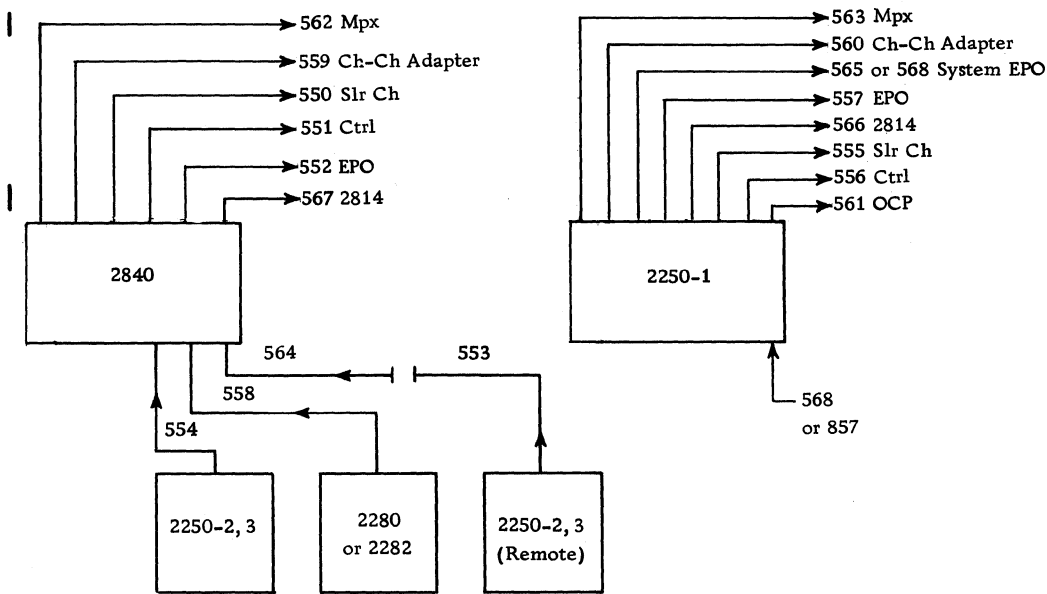 562 Mpx
559 Ch-Ch Adapter
550 Slr Ch
551 Ctrl
552 EPO
567 2814
2840
564
553
558
554
2250-2, 3
2280
or 2282
2250-2, 3
(Remote)
563 Mpx
560 Ch-Ch Adapter
565 or 568 System EPO
557 EPO
566 2814
555 Slr Ch
556 Ctrl
561 OCP
2250-1
568
or 857